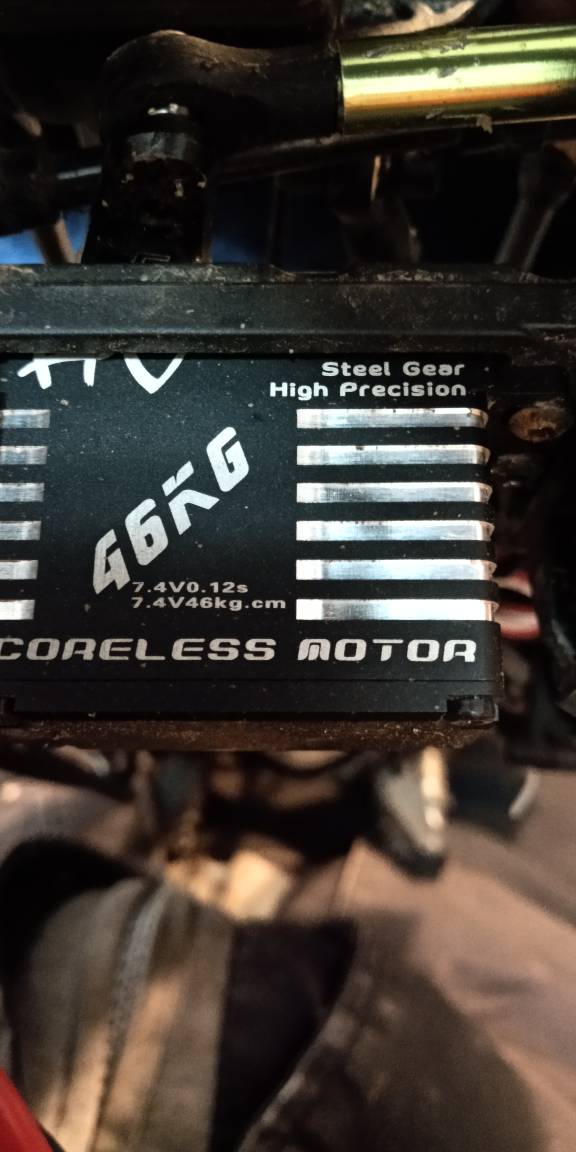 Steel Gear
High Precision
46KG
7.4V0.12s
7.4V46kg.cm
CORELESS MOTOR